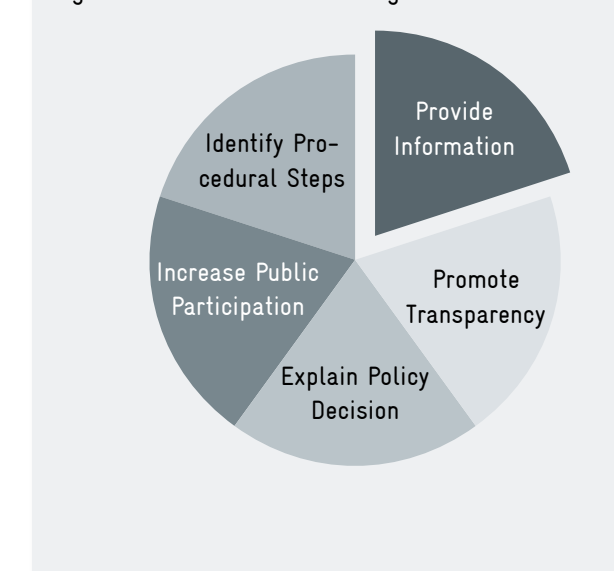 Provide
Information
Identify Pro-
cedural Steps
Increase Public
Participation
Promote
Transparency
Explain Policy
Decision